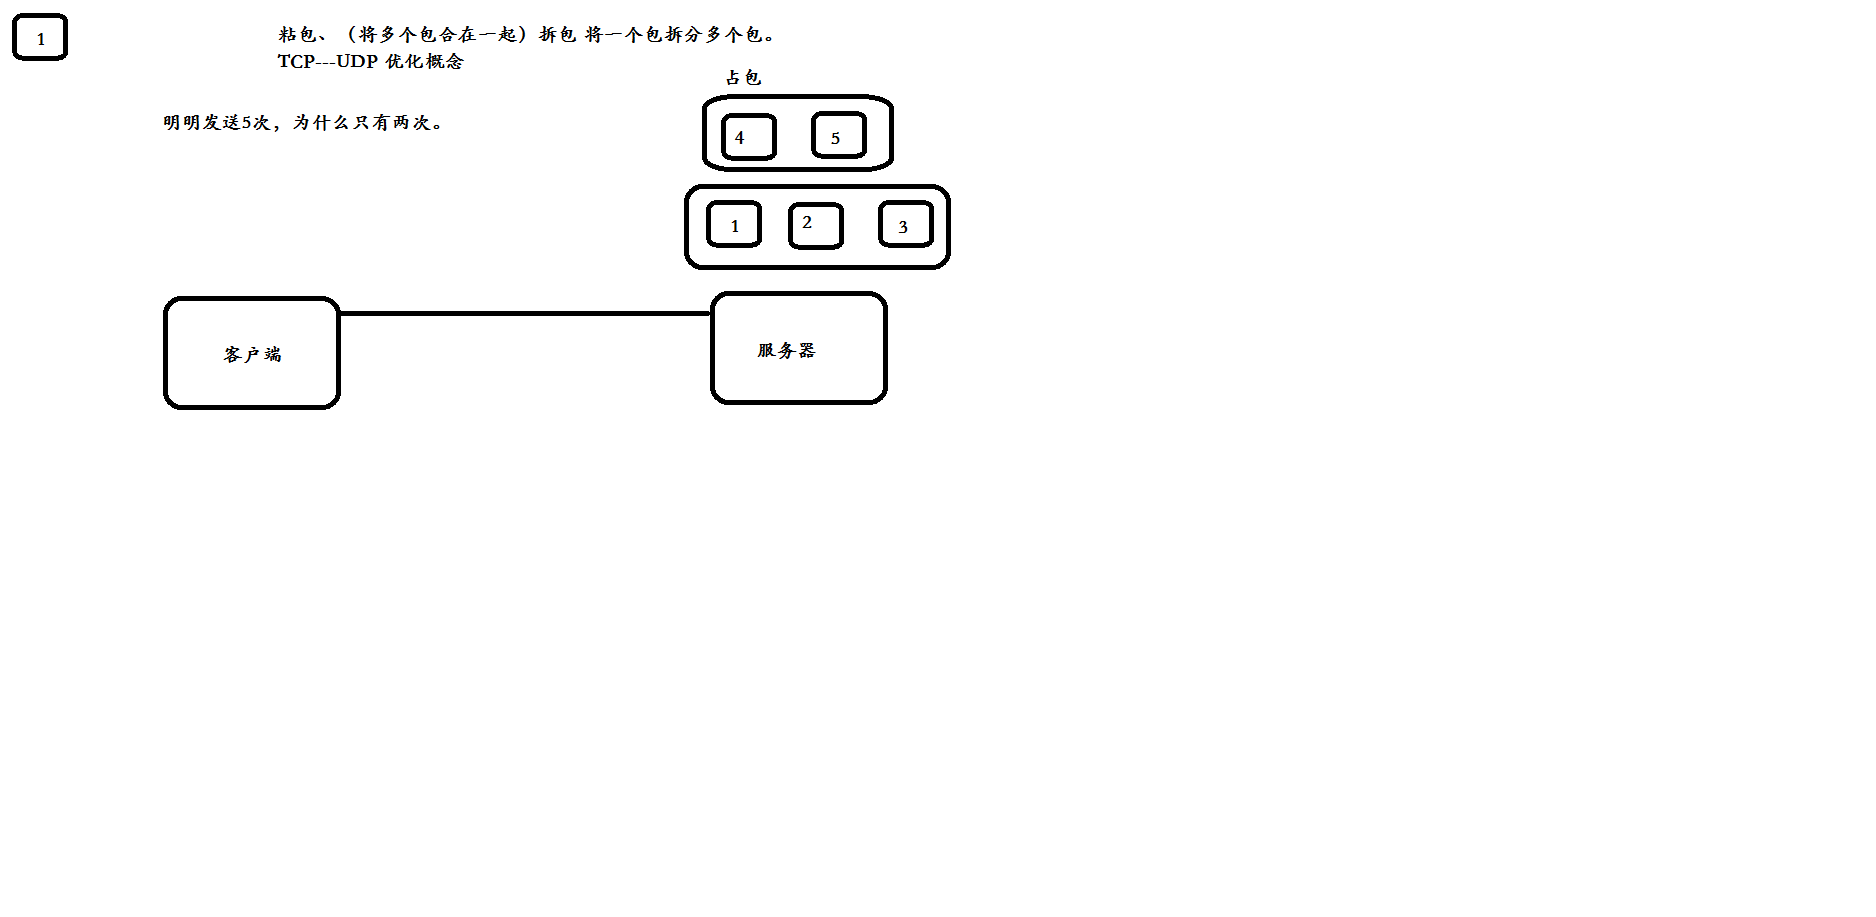 1
粘包、（将多个包合在一起）拆包 将一个包拆分多个包。
TCP---UDP 优化概念
占包
明明发送5次，为什么只有两次。
4
5
1
2
3
客户端
服务器